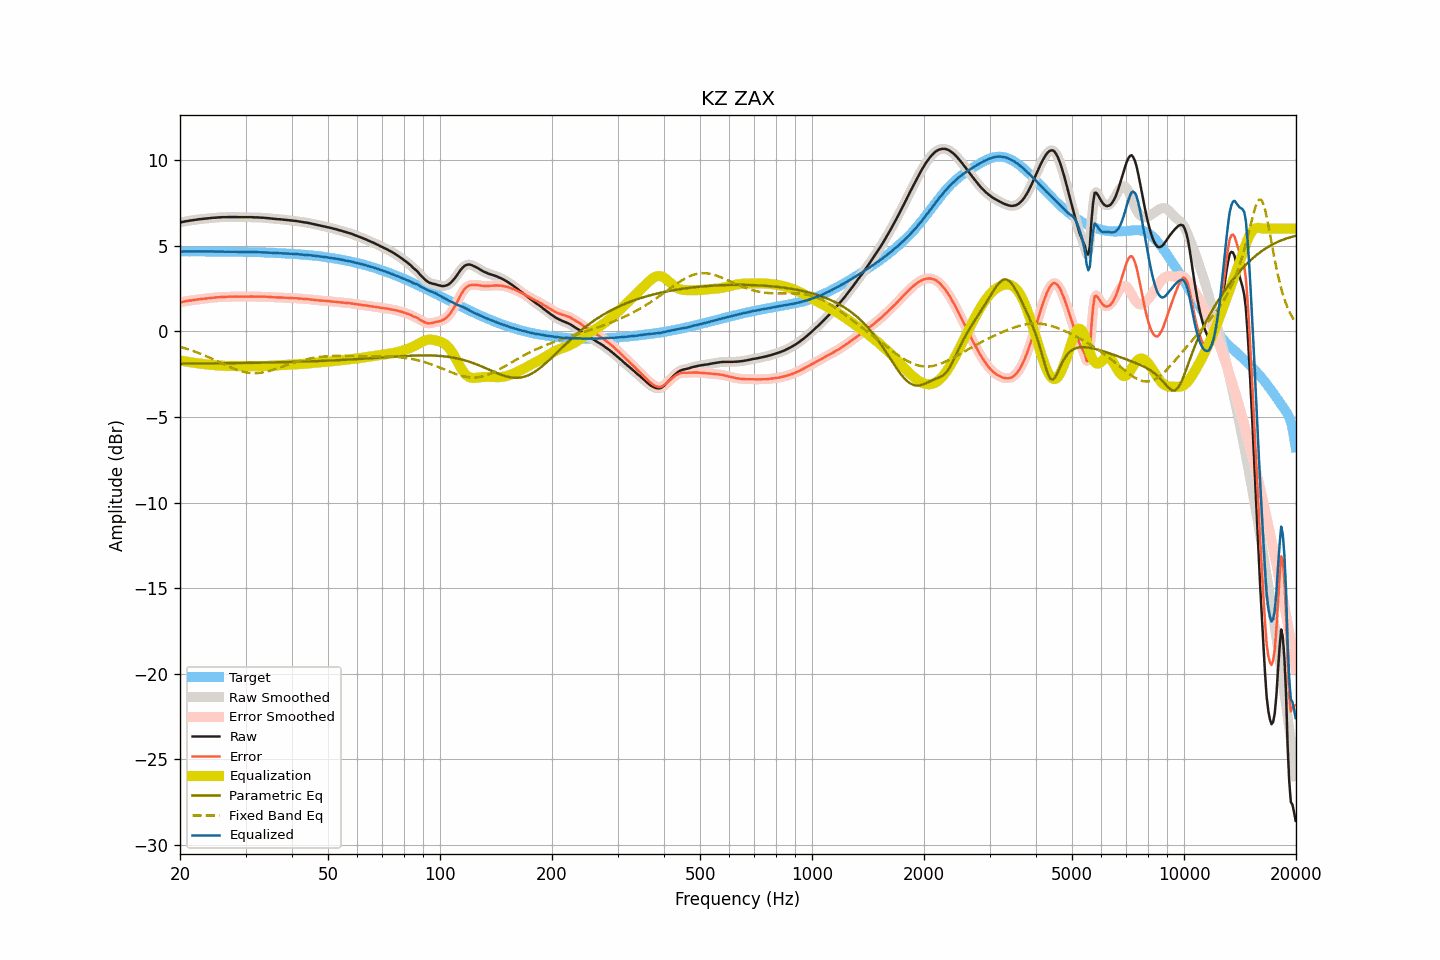 KZ ZAX
10
5
0
−5
−10
−15
−20
−25
−30
Amplitude (dBr)
Target
Raw Smoothed
Error Smoothed
Raw
Error
Equalization
Parametric Eq
Fixed Band Eq
Equalized
20 50 100 200 500 1000 2000 5000 10000 20000
Frequency (Hz)